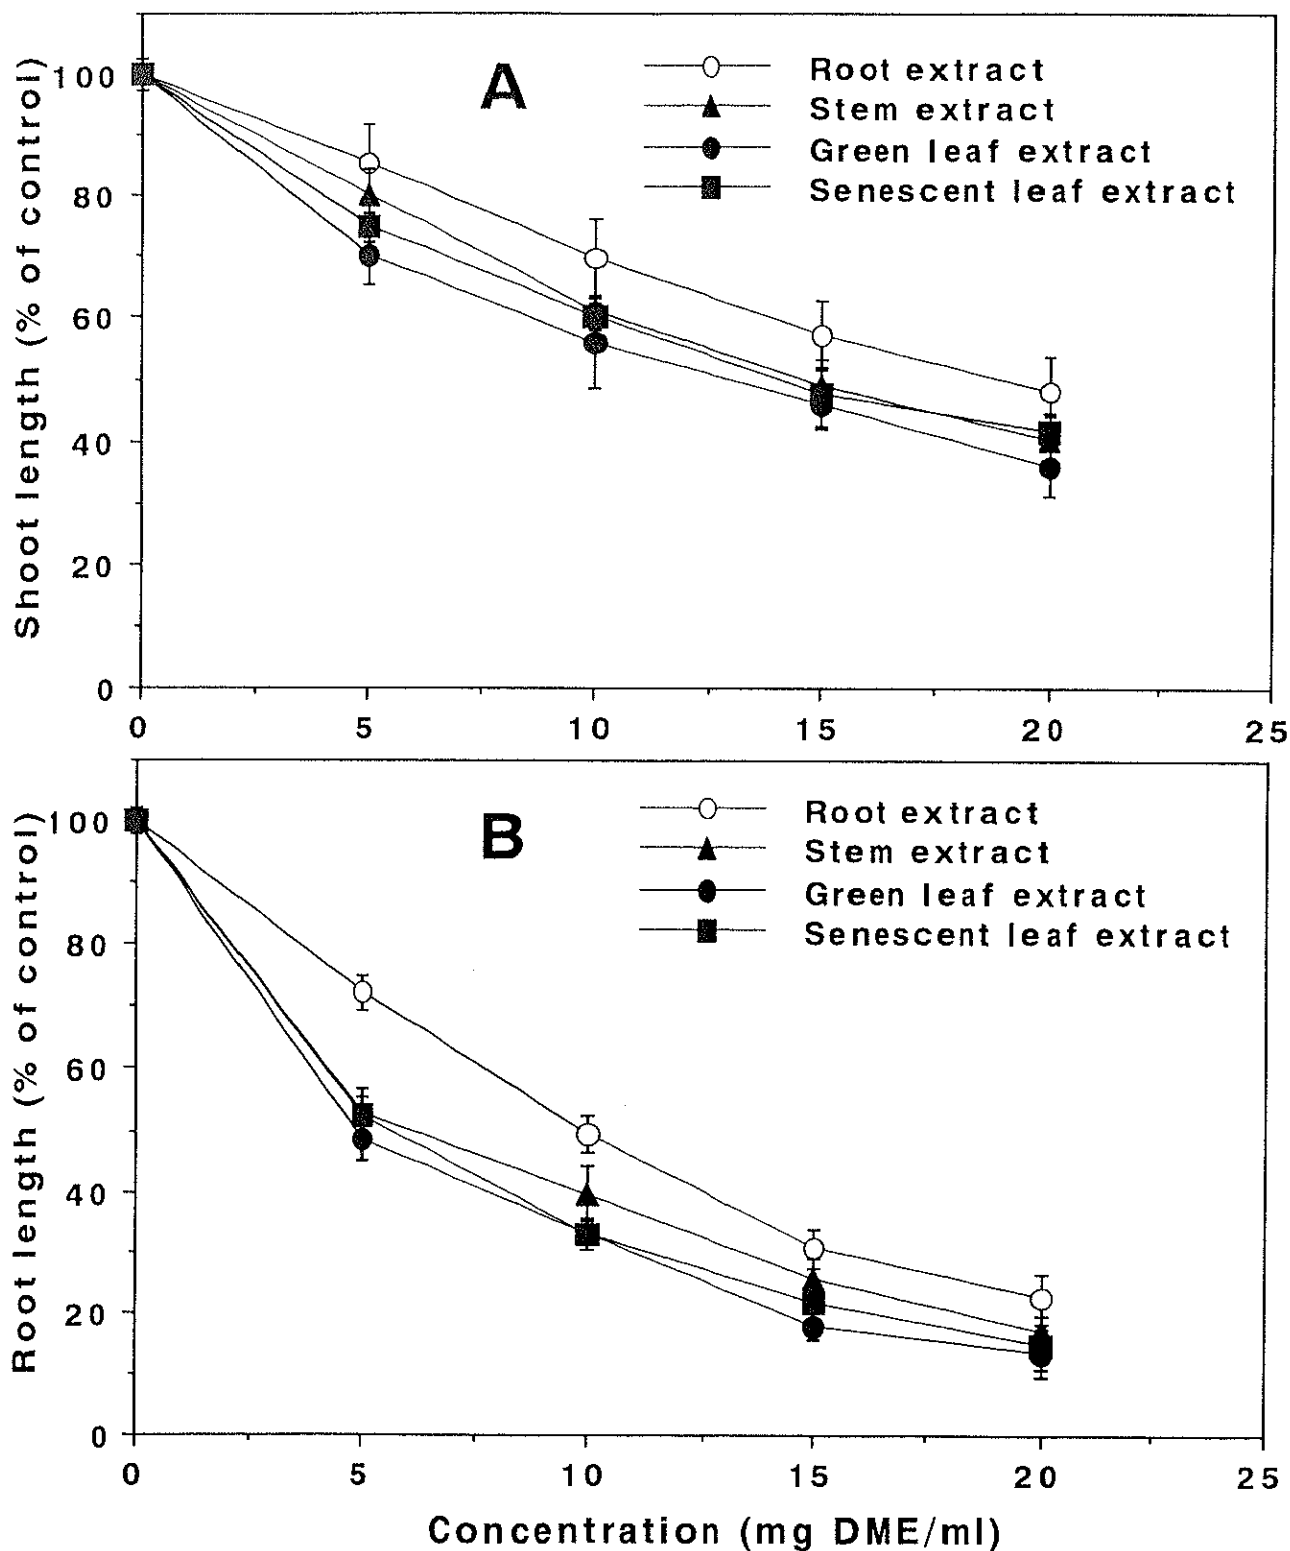 A
Root extract
Stem extract
Green leaf extract
Senescent leaf extract
Shoot length (% of control)
100
80
60
40
20
0
0 5 10 15 20 25
B
Root extract
Stem extract
Green leaf extract
Senescent leaf extract
Root length (% of control)
100
80
60
40
20
0
0 5 10 15 20 25
Concentration (mg DME/ml)